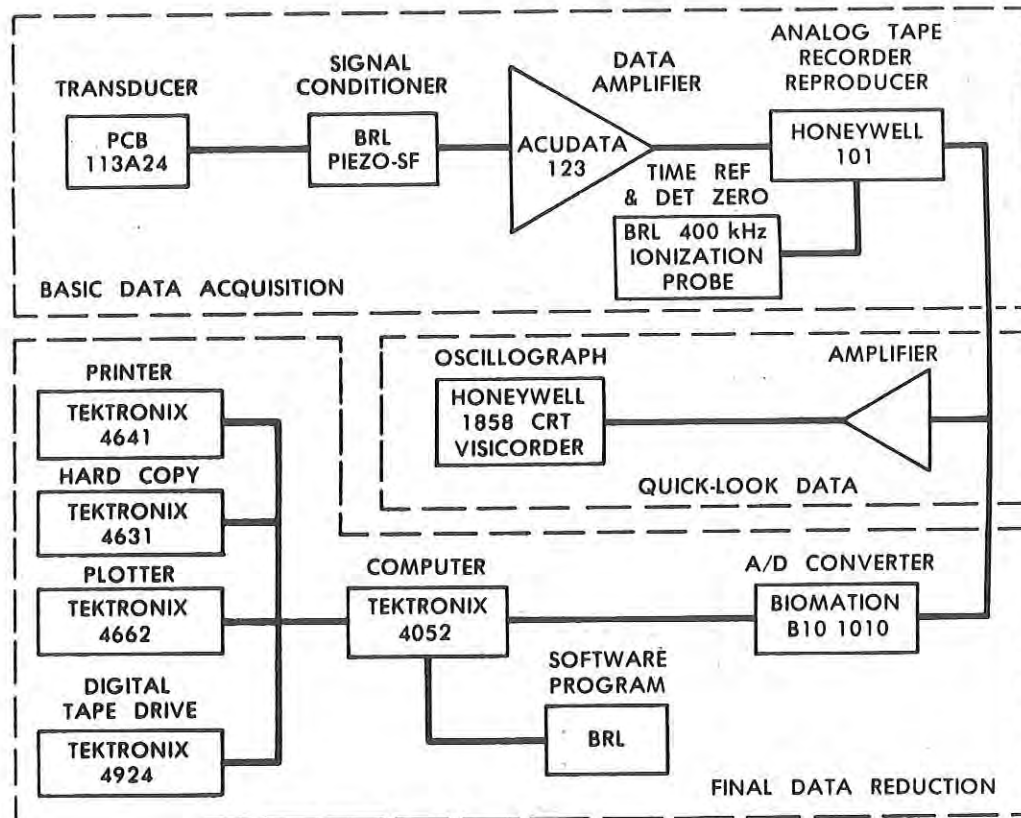 TRANSDUCER
PCB
113A24
SIGNAL
CONDITIONER
BRL
PIEZO-SF
DATA
AMPLIFIER
ACUDATA
123
ANALOG TAPE
RECORDER
REPRODUCER
HONEYWELL
101
TIME REF
& DET ZERO
BRL 400 kHz
IONIZATION
PROBE
BASIC DATA ACQUISITION
OSCILLOGRAPH
HONEYWELL
1858 CRT
VISICORDER
AMPLIFIER
QUICK-LOOK DATA
PRINTER
TEKTRONIX
4641
HARD COPY
TEKTRONIX
4631
PLOTTER
TEKTRONIX
4662
DIGITAL
TAPE DRIVE
TEKTRONIX
4924
COMPUTER
TEKTRONIX
4052
A/D CONVERTER
BIOMATION
B10 1010
SOFTWARE
PROGRAM
BRL
FINAL DATA REDUCTION